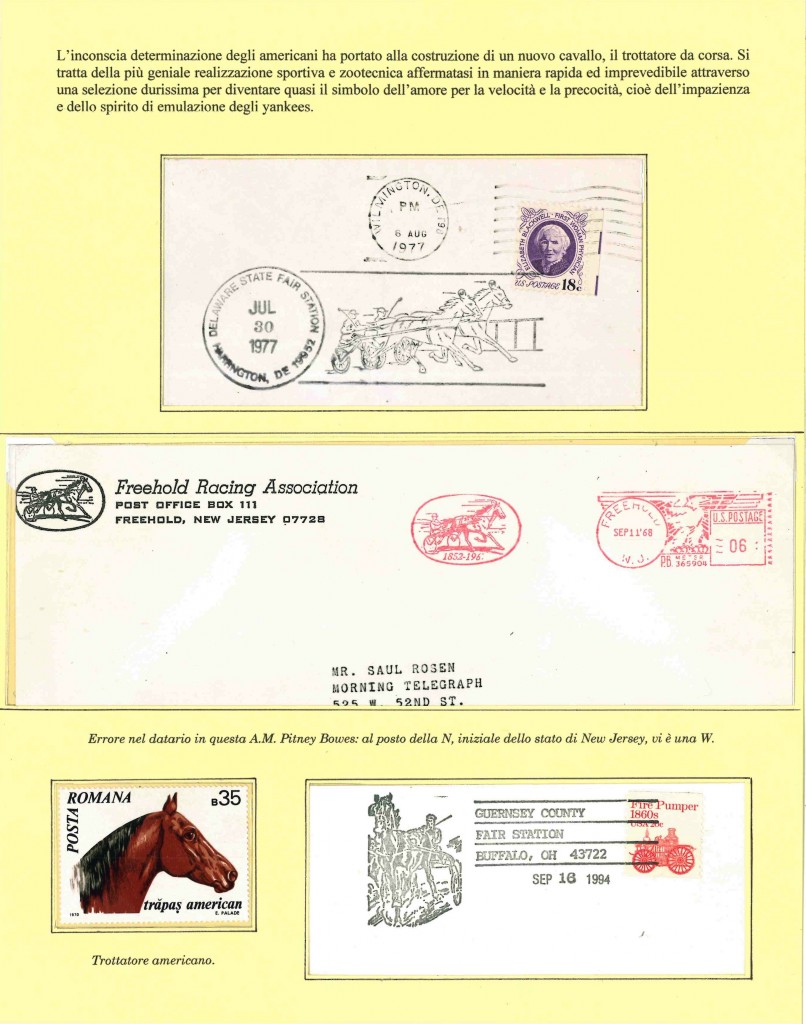 L'inconscia determinazione degli americani ha portato alla costruzione di un nuovo cavallo, il trottatore da corsa. Si
tratta della più geniale realizzazione sportiva e zootecnica affermatasi in maniera rapida ed imprevedibile attraverso
una selezione durissima per diventare quasi il simbolo dell'amore per la velocità e la precocità, cioè dell'impazienza
e dello spirito di emulazione degli yankees.
WILMINGTON, DE 198
PM
6 AUG
1977
ELIZABETH BLACKWELL · FIRST WOMAN PHYSICIAN
U.S. POSTAGE 18c
DELAWARE STATE FAIR STATION
JUL
30
1977
HARRINGTON, DE 19952
Freehold Racing Association
POST OFFICE BOX 111
FREEHOLD, NEW JERSEY 07728
1852-196
FREEHOLD
SEP 11 '68
W. J.
U.S. POSTAGE
06
P.B. METER
365904
MR. SAUL ROSEN
MORNING TELEGRAPH
525 W. 52ND ST.
Errore nel datario in questa A.M. Pitney Bowes: al posto della N, iniziale dello stato di New Jersey, vi è una W.
POSTA ROMANA
B35
1970
trăpaș american
E. PALADE
Trottatore americano.
GUERNSEY COUNTY
FAIR STATION
BUFFALO, OH 43722
SEP 16 1994
Fire Pumper
1860s
USA 20c